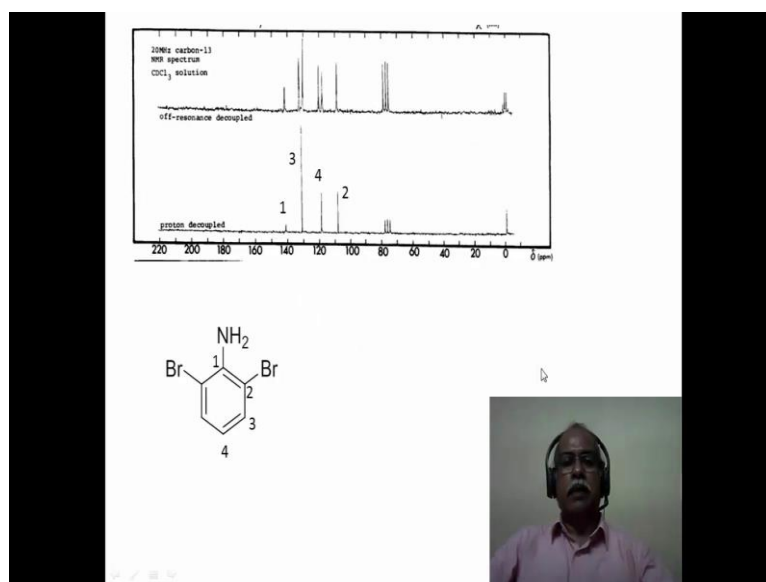 20MHz carbon-13
NMR spectrum
CDCl3 solution
off-resonance decoupled
3
4
2
1
proton decoupled
220 200 180 160 140 120 100 80 60 40 20 0 δ (ppm)
NH2
Br 1 Br
2
3
4